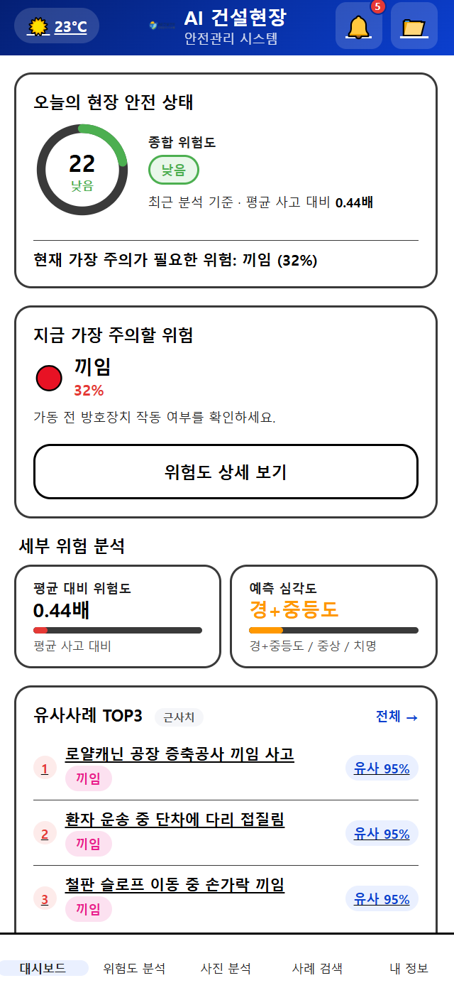 23°C
AI 건설현장
안전관리 시스템
5
오늘의 현장 안전 상태
22
낮음
종합 위험도
낮음
최근 분석 기준 · 평균 사고 대비 0.44배
현재 가장 주의가 필요한 위험: 끼임 (32%)
지금 가장 주의할 위험
끼임
32%
가동 전 방호장치 작동 여부를 확인하세요.
위험도 상세 보기
세부 위험 분석
평균 대비 위험도
0.44배
평균 사고 대비
예측 심각도
경+중등도
경+중등도 / 중상 / 치명
유사사례 TOP3 근사치 전체 →
1 로얄캐닌 공장 증축공사 끼임 사고 유사 95%
끼임
2 환자 운송 중 단차에 다리 접질림 유사 95%
끼임
3 철판 슬로프 이동 중 손가락 끼임 유사 95%
끼임
대시보드 위험도 분석 사진 분석 사례 검색 내 정보